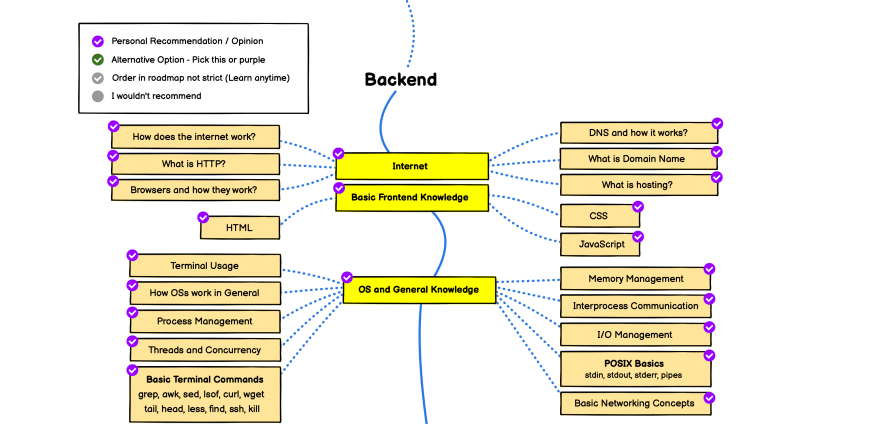 Personal Recommendation / Opinion
Alternative Option - Pick this or purple
Order in roadmap not strict (Learn anytime)
I wouldn't recommend
Backend
How does the internet work?
What is HTTP?
Browsers and how they work?
Internet
DNS and how it works?
What is Domain Name
What is hosting?
HTML
Basic Frontend Knowledge
CSS
JavaScript
Terminal Usage
How OSs work in General
Process Management
Threads and Concurrency
Basic Terminal Commands
grep, awk, sed, lsof, curl, wget
tail, head, less, find, ssh, kill
OS and General Knowledge
Memory Management
Interprocess Communication
I/O Management
POSIX Basics
stdin, stdout, stderr, pipes
Basic Networking Concepts